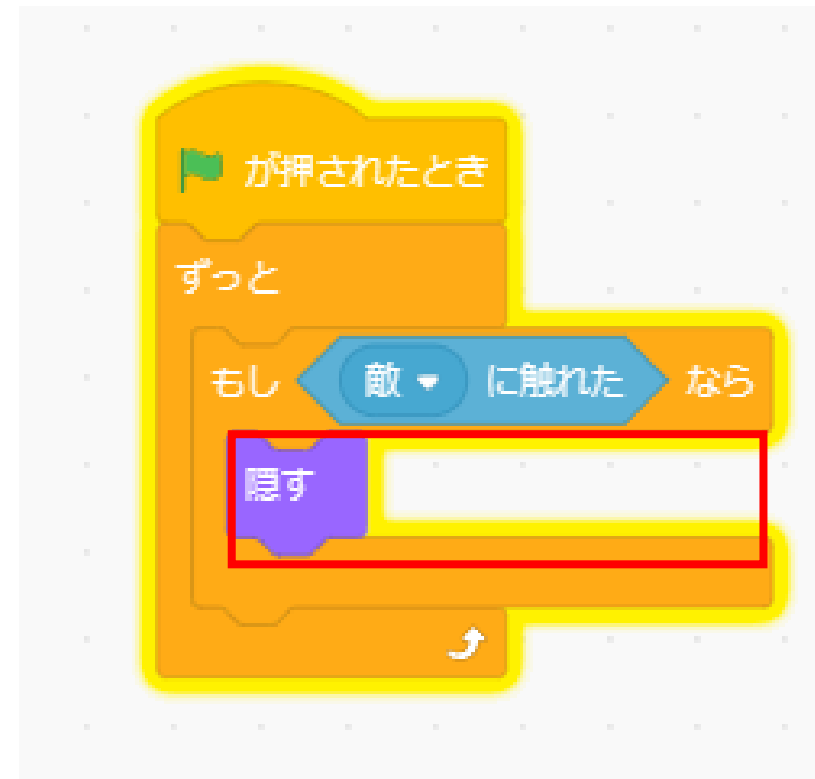 が押されたとき
ずっと
もし 敵 に触れた なら
隠す